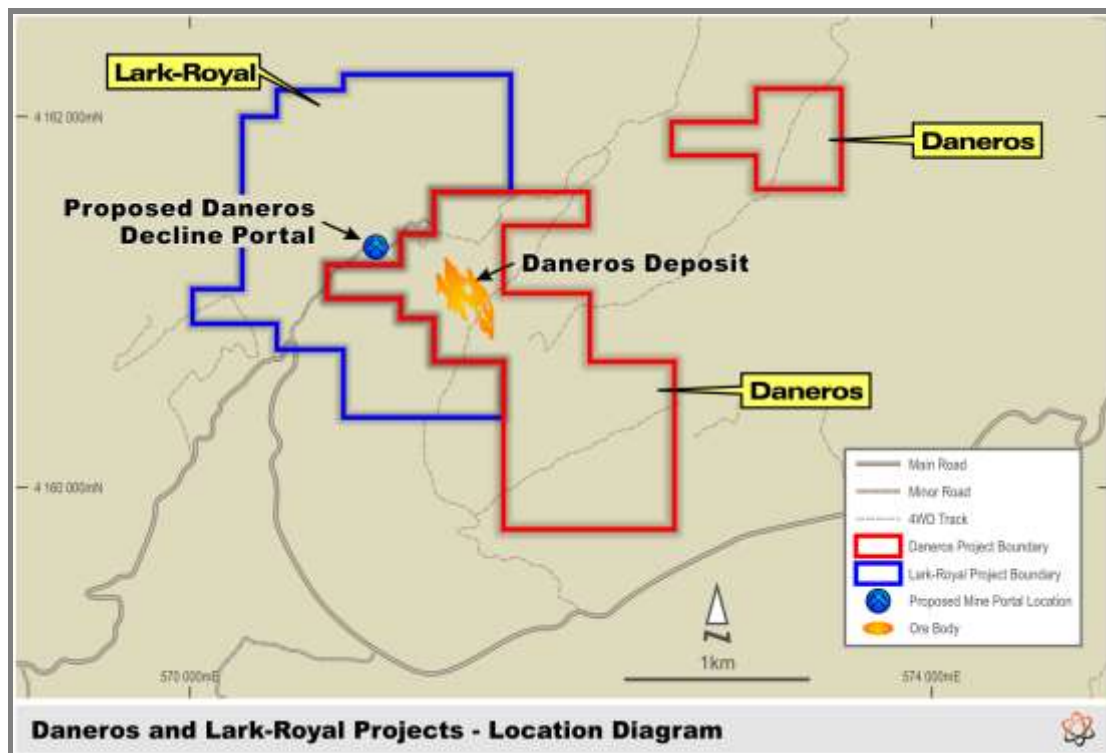 Lark-Royal
4 162 000mN
Daneros
Proposed Daneros
Decline Portal
Daneros Deposit
Daneros
4 160 000mN
Main Road
Minor Road
4WD Track
Daneros Project Boundary
Lark-Royal Project Boundary
Proposed Mine Portal Location
Ore Body
N
1km
570 000mE
574 000mE
Daneros and Lark-Royal Projects - Location Diagram